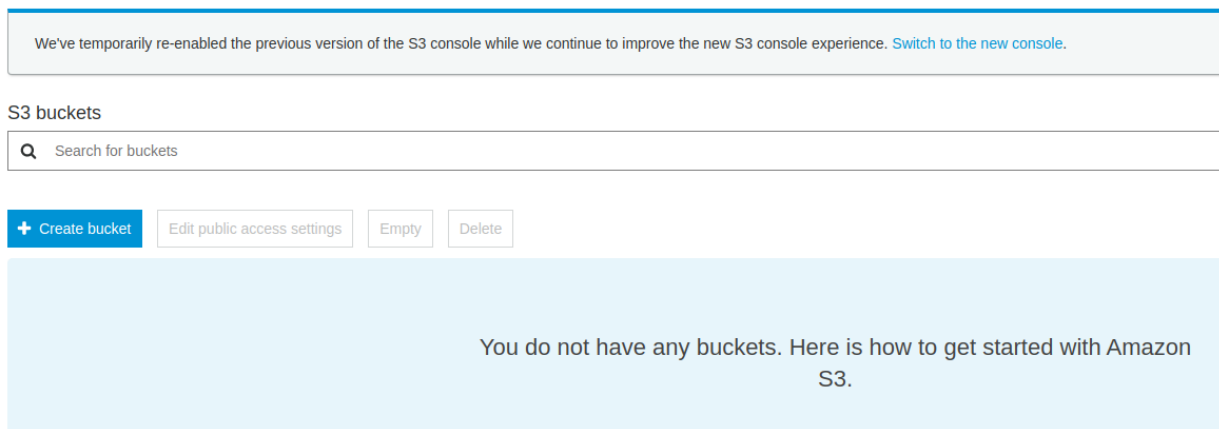 We've temporarily re-enabled the previous version of the S3 console while we continue to improve the new S3 console experience. Switch to the new console.
S3 buckets
Search for buckets
Create bucket Edit public access settings Empty Delete
You do not have any buckets. Here is how to get started with Amazon
S3.